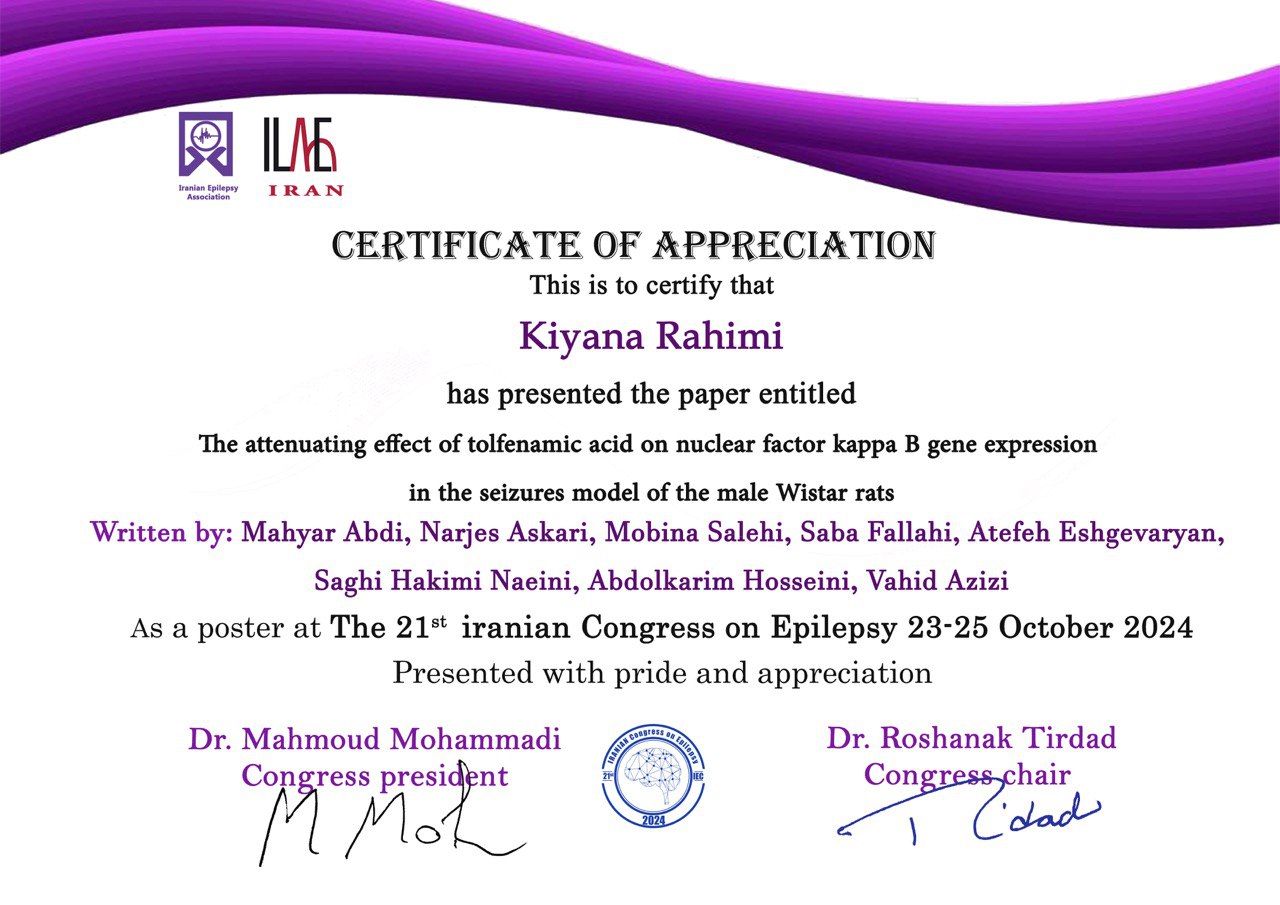 Iranian Epilepsy
Association
ILAE
IRAN
CERTIFICATE OF APPRECIATION
This is to certify that
Kiyana Rahimi
has presented the paper entitled
The attenuating effect of tolfenamic acid on nuclear factor kappa B gene expression
in the seizures model of the male Wistar rats
Written by: Mahyar Abdi, Narjes Askari, Mobina Salehi, Saba Fallahi, Atefeh Eshgevaryan,
Saghi Hakimi Naeini, Abdolkarim Hosseini, Vahid Azizi
As a poster at The 21st iranian Congress on Epilepsy 23-25 October 2024
Presented with pride and appreciation
Dr. Mahmoud Mohammadi
Congress president
M Moh
IRANIAN Congress on Epilepsy
21st IEC
2024
Dr. Roshanak Tirdad
Congress chair
T Tirdad